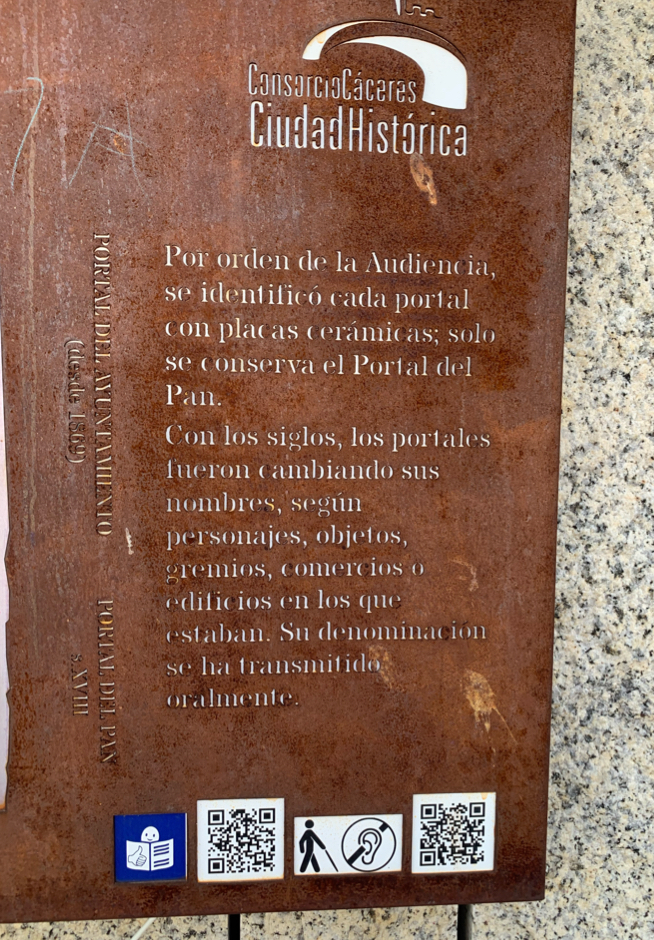 ConsorcioCáceres
CiudadHistórica
Por orden de la Audiencia,
se identificó cada portal
con placas cerámicas; solo
se conserva el Portal del
Pan.
Con los siglos, los portales
fueron cambiando sus
nombres, según
personajes, objetos,
gremios, comercios o
edificios en los que
estaban. Su denominación
se ha transmitido
oralmente.
PORTAL DEL AYUNTAMIENTO
(desde 1869)
PORTAL DEL PAN
s. XVIII